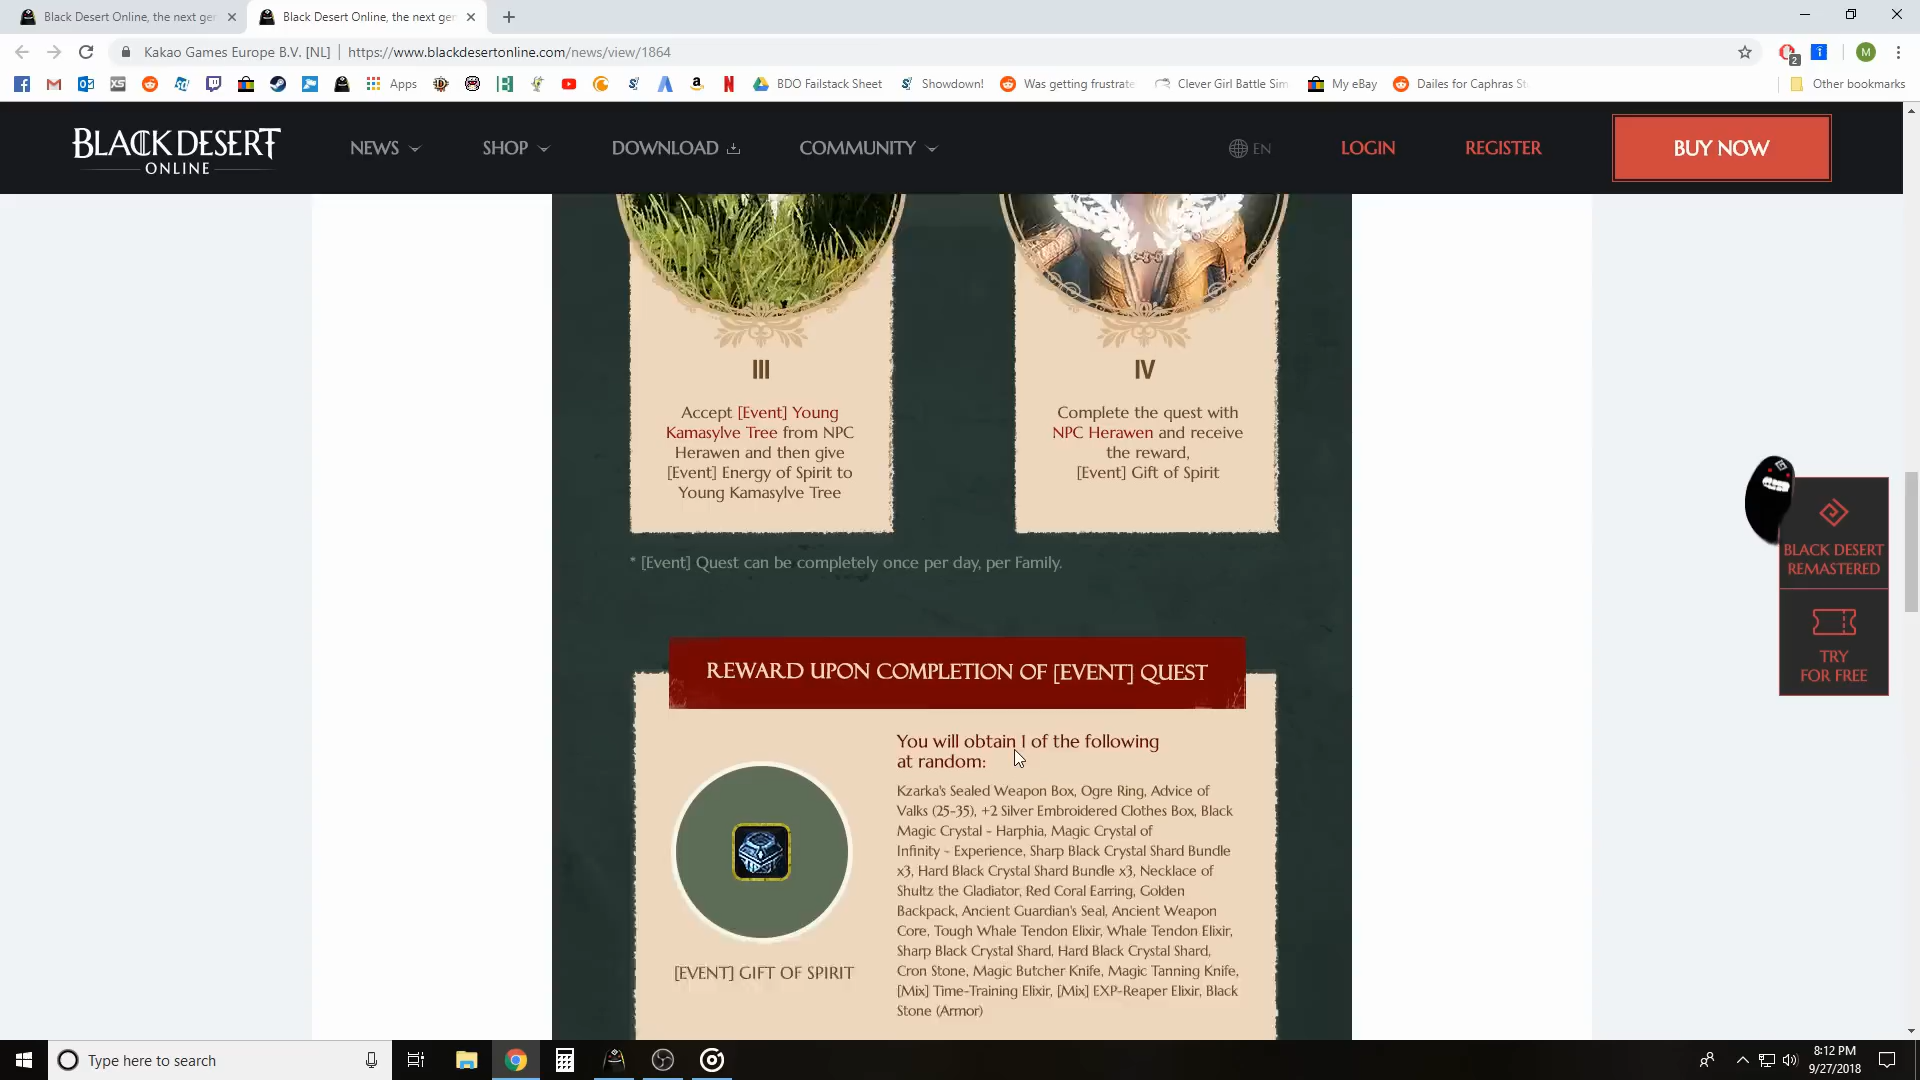 Black Desert Online, the next ger
Black Desert Online, the next ger
Kakao Games Europe B.V. [NL] | https://www.blackdesertonline.com/news/view/1864
2
M
Apps
BDO Failstack Sheet
Showdown!
Was getting frustrate
Clever Girl Battle Sim
My eBay
Dailes for Caphras St
Other bookmarks
BLACK DESERT
ONLINE
NEWS
SHOP
DOWNLOAD
COMMUNITY
EN
LOGIN
REGISTER
BUY NOW
III
Accept [Event] Young
Kamasylve Tree from NPC
Herawen and then give
[Event] Energy of Spirit to
Young Kamasylve Tree
IV
Complete the quest with
NPC Herawen and receive
the reward,
[Event] Gift of Spirit
* [Event] Quest can be completely once per day, per Family.
BLACK DESERT
REMASTERED
TRY
FOR FREE
REWARD UPON COMPLETION OF [EVENT] QUEST
You will obtain 1 of the following
at random:
Kzarka's Sealed Weapon Box, Ogre Ring, Advice of
Valks (25-35), +2 Silver Embroidered Clothes Box, Black
Magic Crystal - Harphia, Magic Crystal of
Infinity - Experience, Sharp Black Crystal Shard Bundle
x3, Hard Black Crystal Shard Bundle x3, Necklace of
Shultz the Gladiator, Red Coral Earring, Golden
Backpack, Ancient Guardian's Seal, Ancient Weapon
Core, Tough Whale Tendon Elixir, Whale Tendon Elixir,
Sharp Black Crystal Shard, Hard Black Crystal Shard,
Cron Stone, Magic Butcher Knife, Magic Tanning Knife,
[Mix] Time-Training Elixir, [Mix] EXP-Reaper Elixir, Black
Stone (Armor)
[EVENT] GIFT OF SPIRIT
Type here to search
8:12 PM
9/27/2018